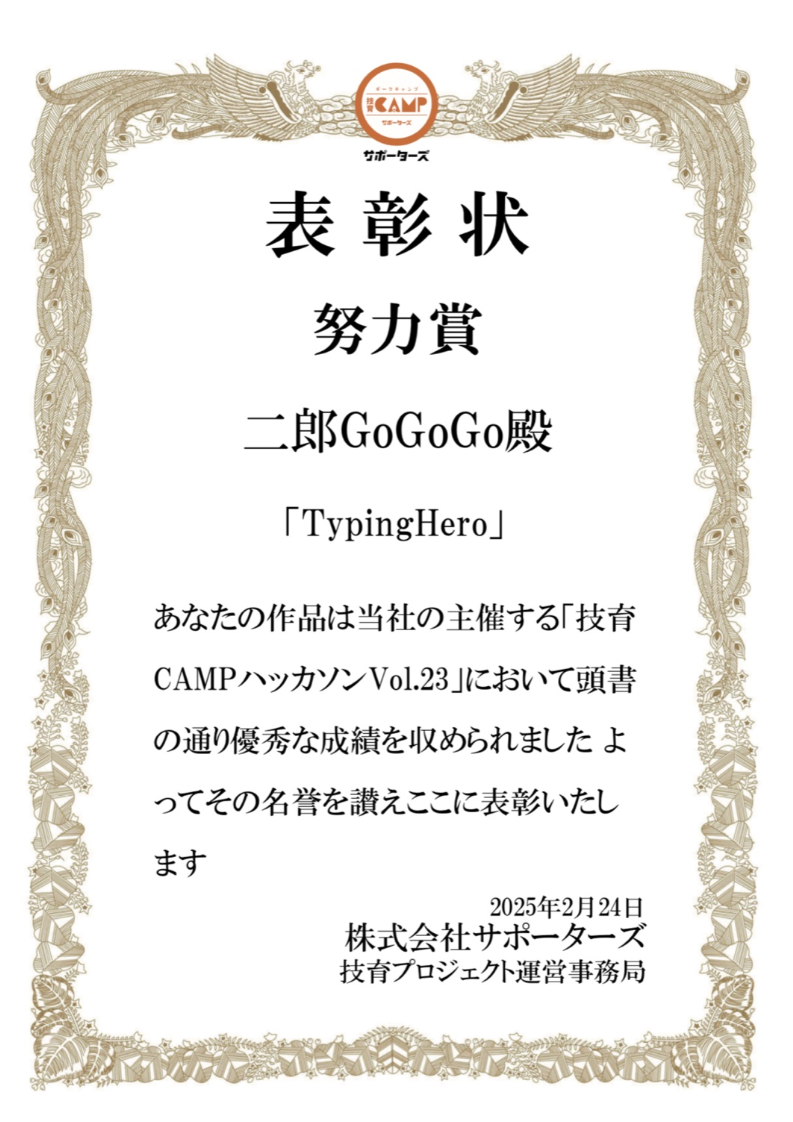 ギークキャンプ
技育CAMP
サポーターズ
サポーターズ
表彰状
努力賞
二郎GoGoGo殿
「TypingHero」
あなたの作品は当社の主催する「技育
CAMPハッカソンVol.23」において頭書
の通り優秀な成績を収められました よ
ってその名誉を讃えここに表彰いたし
ます
2025年2月24日
株式会社サポーターズ
技育プロジェクト運営事務局